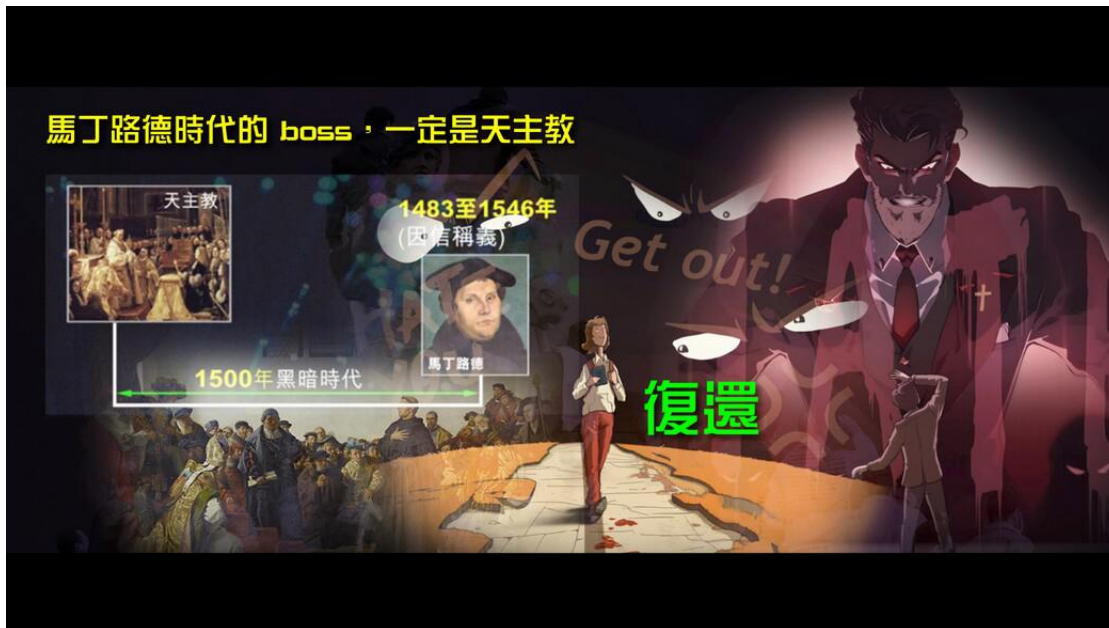 馬丁路德時代的 boss，一定是天主教
天主教
1483至1546年
(因信稱義)
Get out!
馬丁路德
1500年黑暗時代
復還